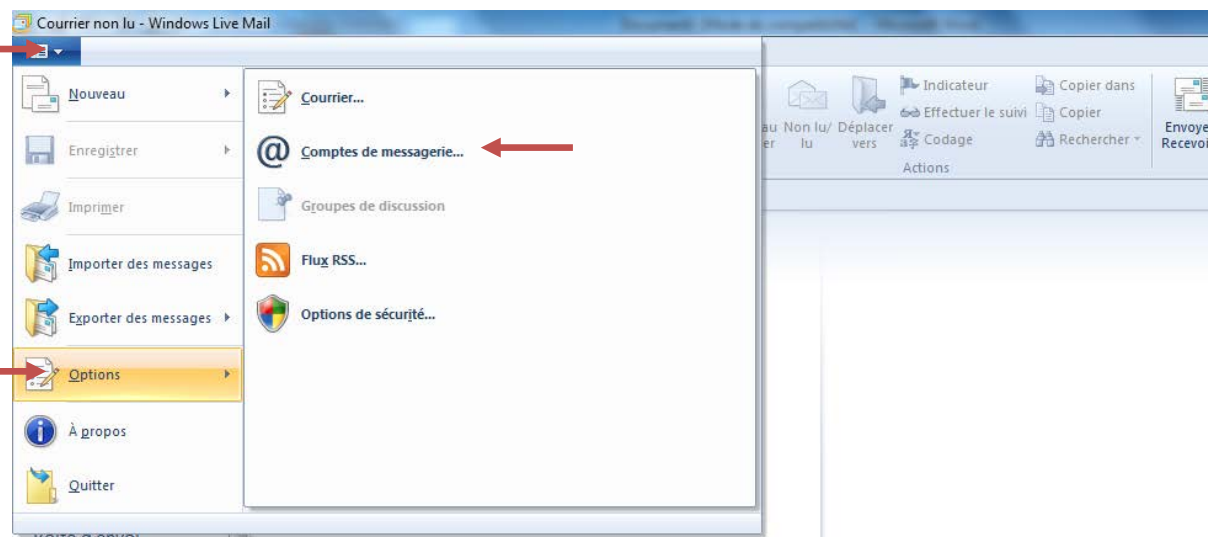 Courrier non lu - Windows Live Mail
Nouveau
Enregistrer
Imprimer
Importer des messages
Exporter des messages
Options
À propos
Quitter
Courrier...
Comptes de messagerie...
Groupes de discussion
Flux RSS...
Options de sécurité...
Non lu/
lu
Déplacer
vers
Indicateur
Effectuer le suivi
Codage
Copier dans
Copier
Rechercher
Actions